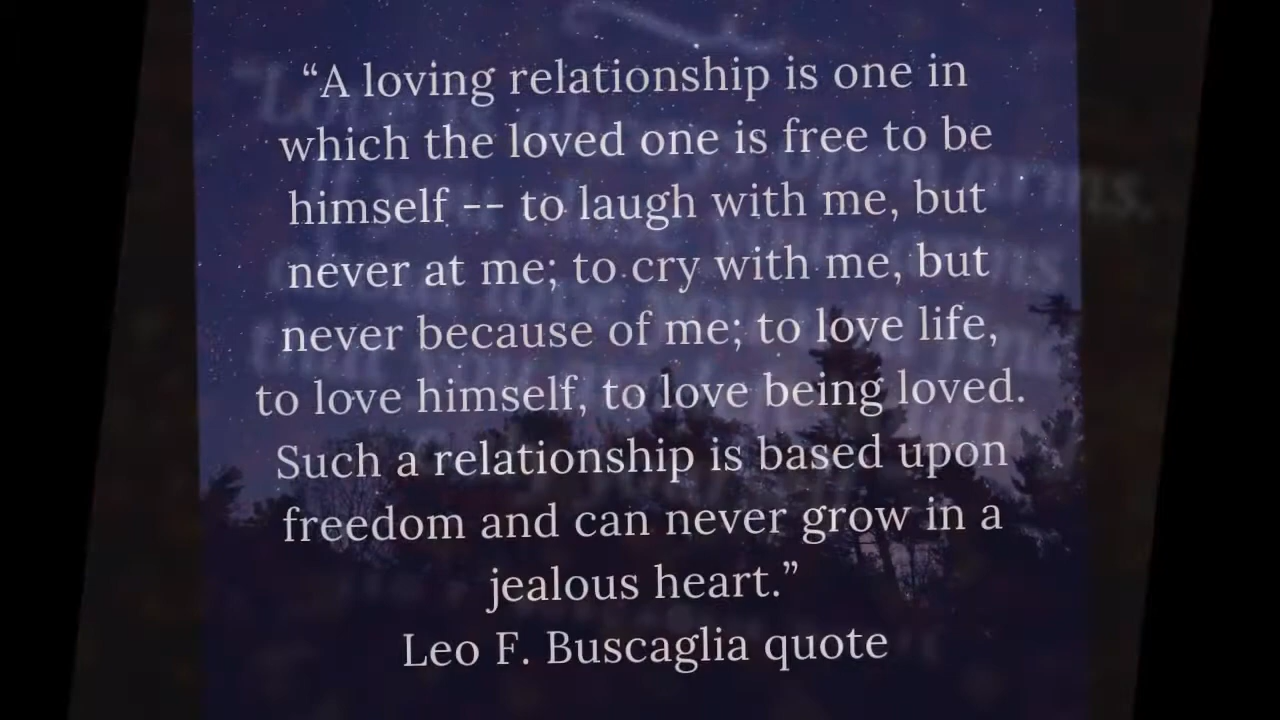 “A loving relationship is one in
which the loved one is free to be
himself -- to laugh with me, but
never at me; to cry with me, but
never because of me; to love life,
to love himself, to love being loved.
Such a relationship is based upon
freedom and can never grow in a
jealous heart.”
Leo F. Buscaglia quote